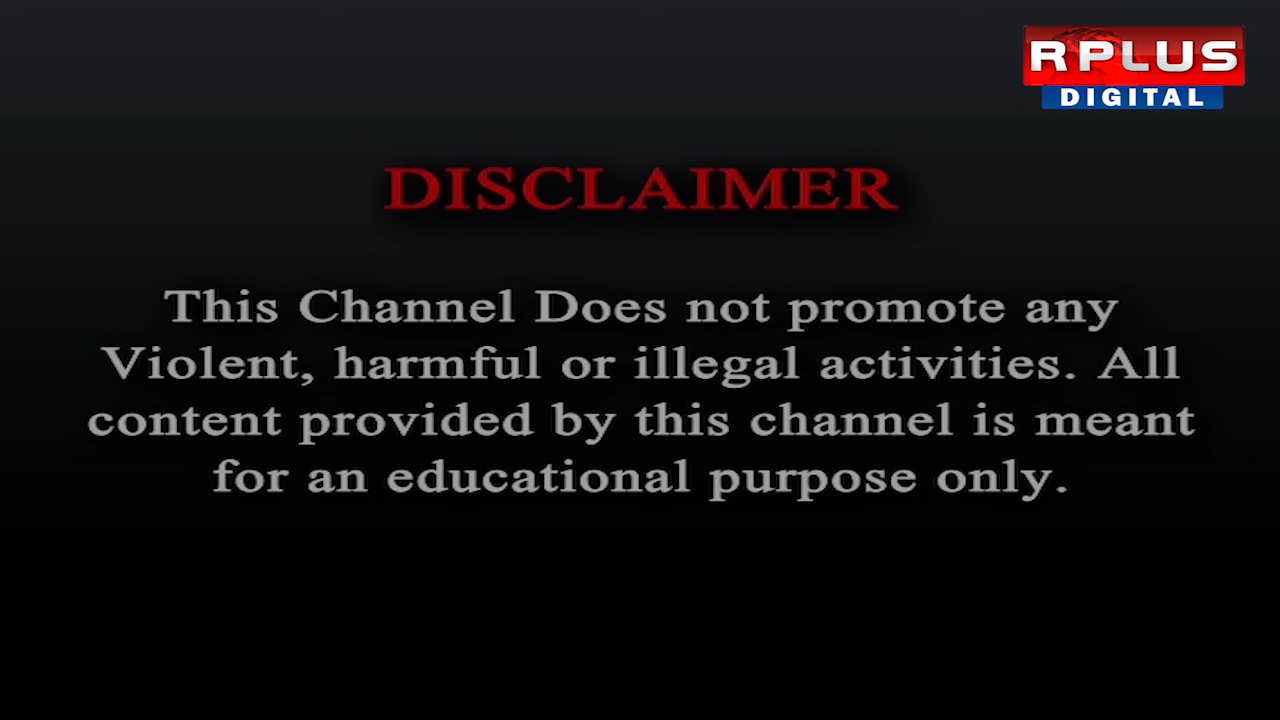 RPLUS
DIGITAL
DISCLAIMER
This Channel Does not promote any
Violent, harmful or illegal activities. All
content provided by this channel is meant
for an educational purpose only.